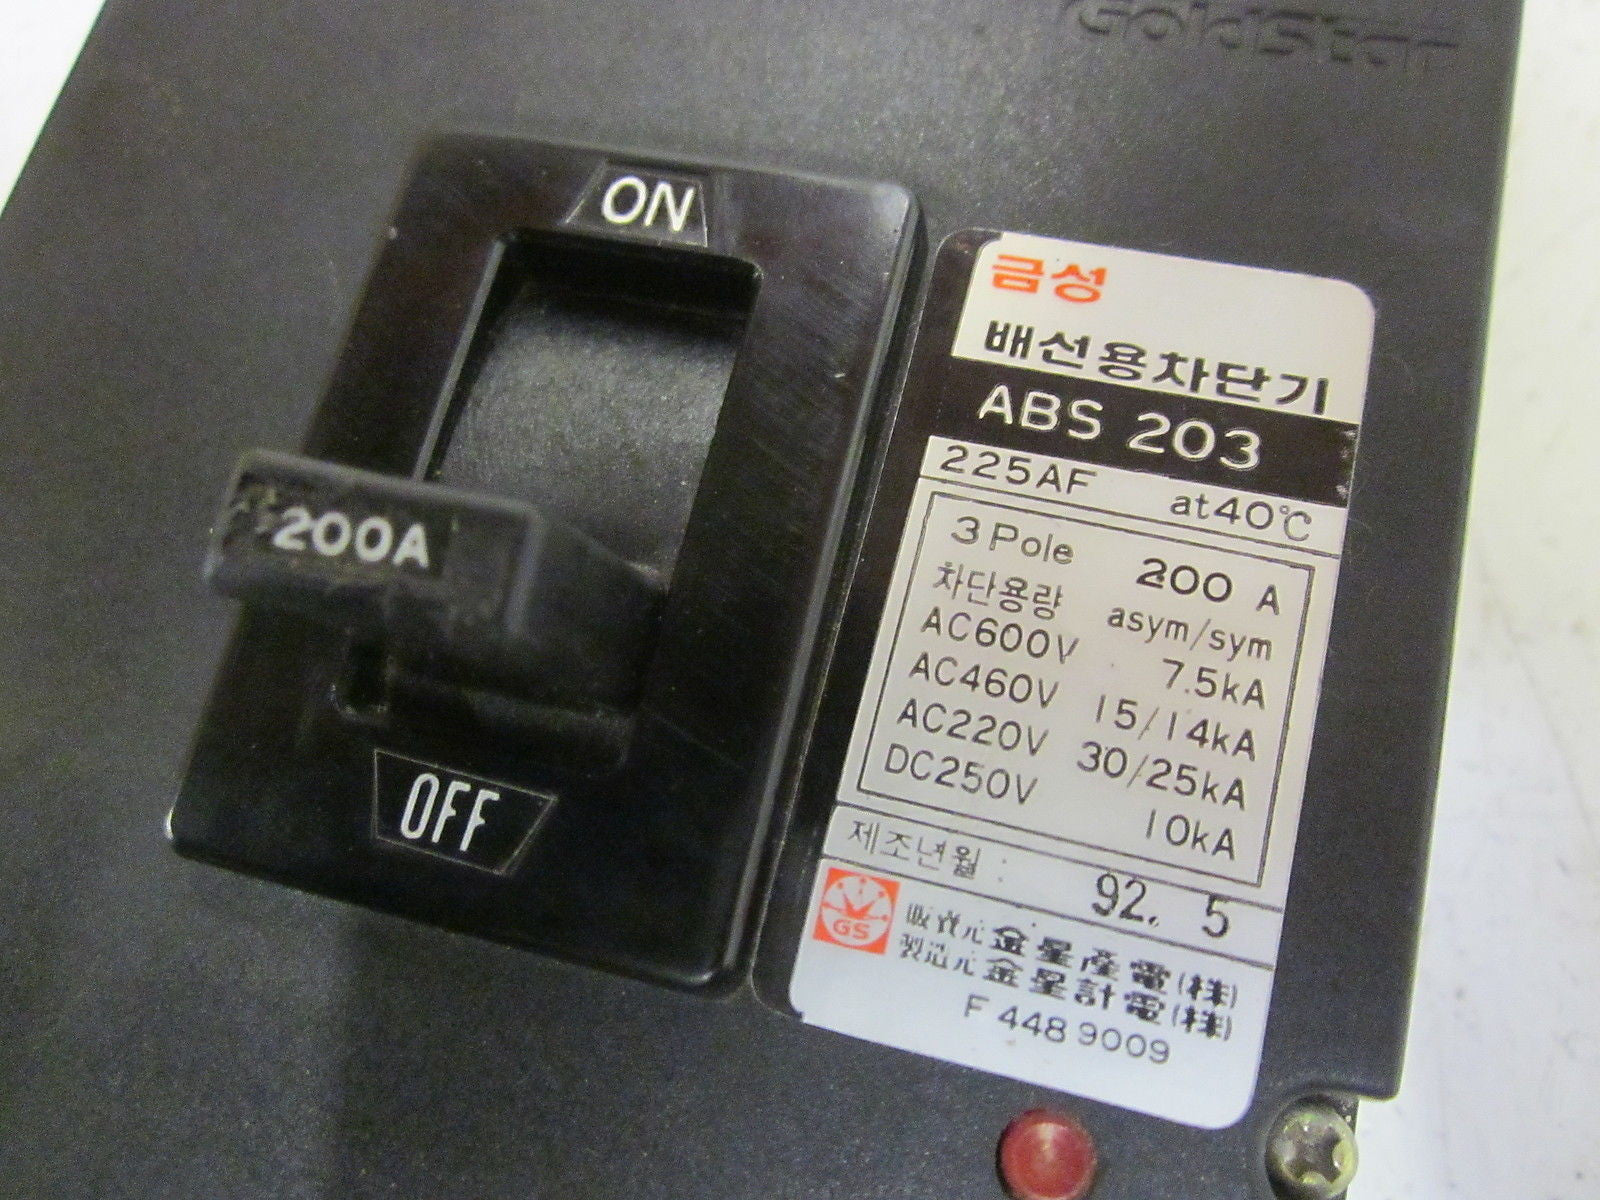 GoldStar
ON
200A
OFF
금성
배선용차단기
ABS 203
225AF at40℃
3 Pole 200 A
차단용량 asym/sym
AC600V 7.5kA
AC460V 15/14kA
AC220V 30/25kA
DC250V 10kA
제조년월 : 92. 5
GS
販賣元 金星産電(株)
製造元 金星計電(株)
F 448 9009